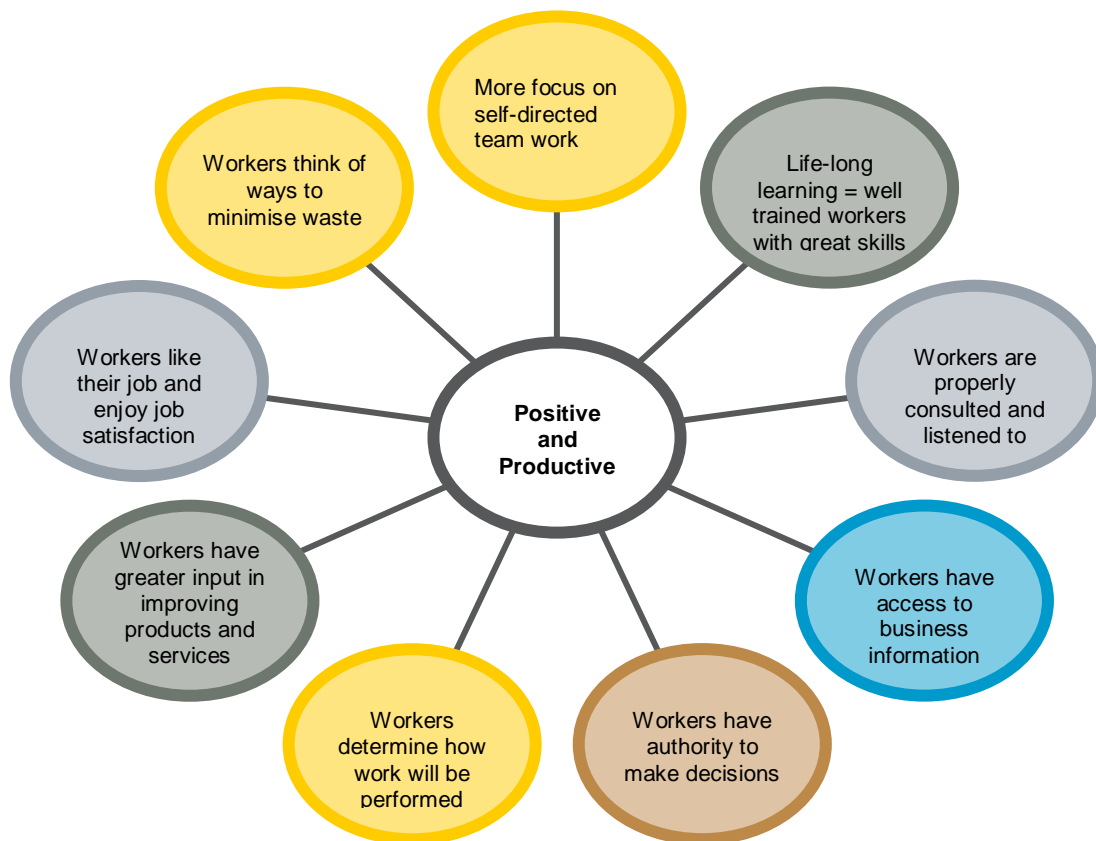 More focus on
self-directed
team work
Life-long
learning = well
trained workers
with great skills
Workers are
properly
consulted and
listened to
Workers have
access to
business
information
Workers have
authority to
make decisions
Workers
determine how
work will be
performed
Workers have
greater input in
improving
products and
services
Workers like
their job and
enjoy job
satisfaction
Workers think of
ways to
minimise waste
Positive
and
Productive